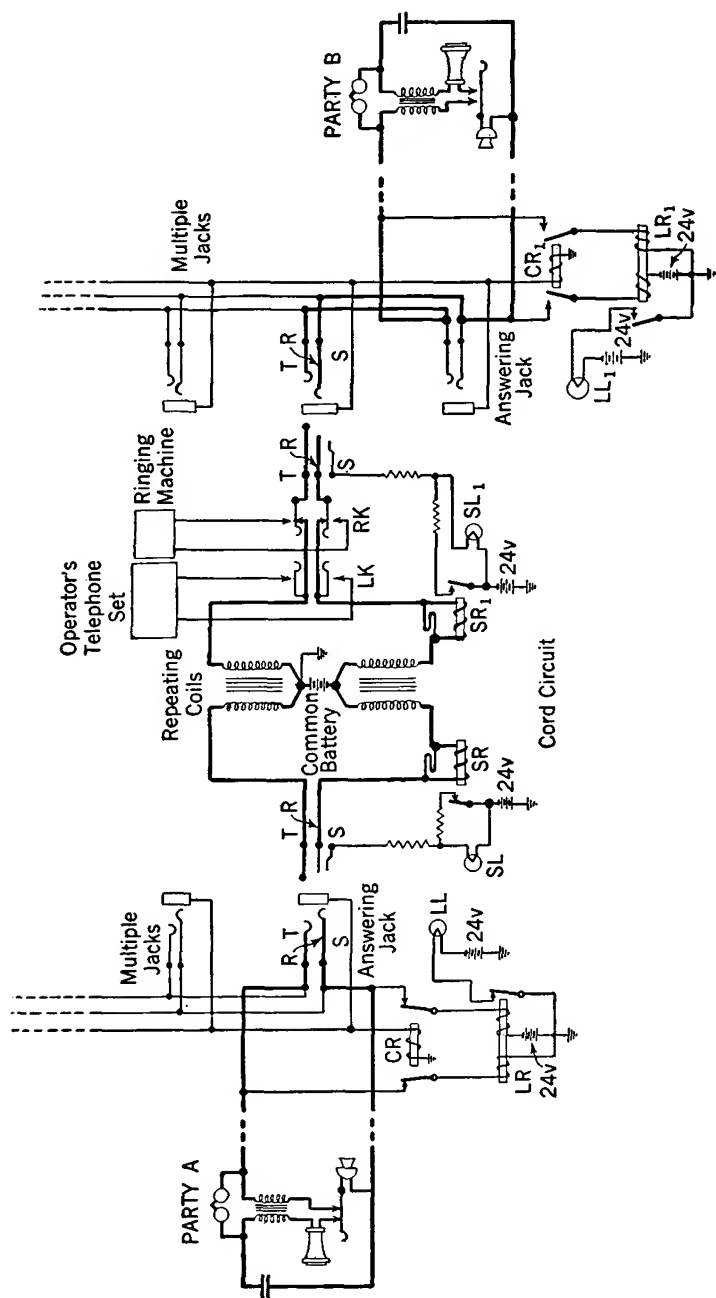 PARTY A
Multiple
Jacks
R
T
S
Answering
Jack
CR
LR
24v
LL
24v
T
R
S
SL
24v
SR
Repeating
Coils
Common
Battery
Cord Circuit
Operator's
Telephone
Set
Ringing
Machine
LK
RK
SR₁
24v
SL₁
T
R
S
Multiple
Jacks
T
R
S
Answering
Jack
CR₁
LR₁
24v
24v
LL₁
PARTY B